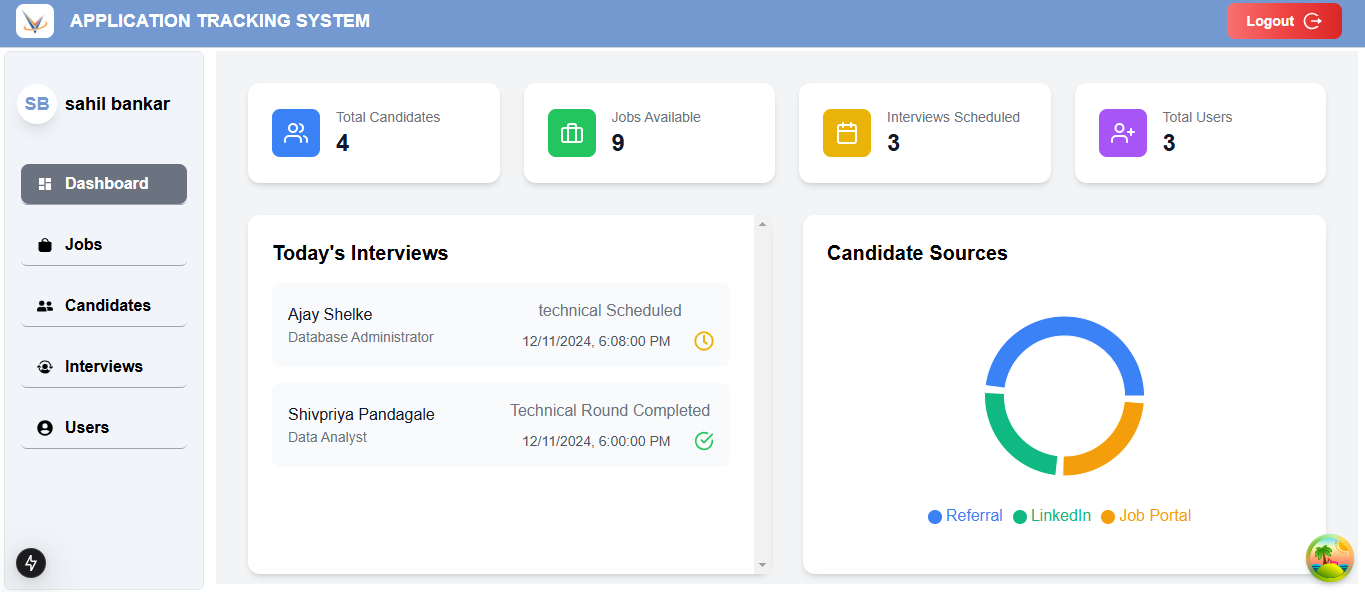 APPLICATION TRACKING SYSTEM
Logout
SB sahil bankar
Dashboard
Jobs
Candidates
Interviews
Users
Total Candidates
4
Jobs Available
9
Interviews Scheduled
3
Total Users
3
Today's Interviews
Ajay Shelke
Database Administrator
technical Scheduled
12/11/2024, 6:08:00 PM
Shivpriya Pandagale
Data Analyst
Technical Round Completed
12/11/2024, 6:00:00 PM
Candidate Sources
Referral LinkedIn Job Portal